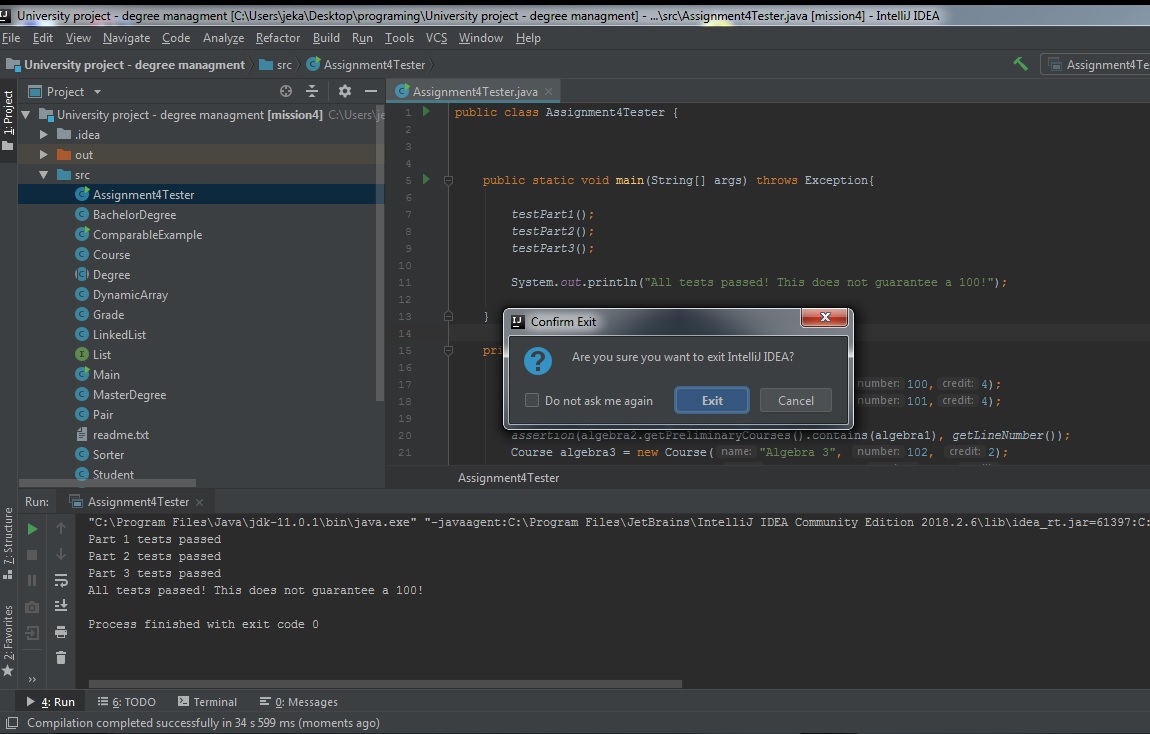 University project - degree managment [C:\Users\jeka\Desktop\programing\University project - degree managment] - ...\src\Assignment4Tester.java [mission4] - IntelliJ IDEA
File Edit View Navigate Code Analyze Refactor Build Run Tools VCS Window Help
University project - degree managment src Assignment4Tester Assignment4Te
1: Project
Project
University project - degree managment [mission4] C:\Users\je
.idea
out
src
Assignment4Tester
BachelorDegree
ComparableExample
Course
Degree
DynamicArray
Grade
LinkedList
List
Main
MasterDegree
Pair
readme.txt
Sorter
Student
Assignment4Tester.java
1 public class Assignment4Tester {
2
3
4
5 public static void main(String[] args) throws Exception{
6
7 testPart1();
8 testPart2();
9 testPart3();
10
11 System.out.println("All tests passed! This does not guarantee a 100!");
12
13 }
14
15 pri
16
17 number: 100, credit: 4);
18 number: 101, credit: 4);
19
20 assertion(algebra2.getPreliminaryCourses().contains(algebra1), getLineNumber());
21 Course algebra3 = new Course( name: "Algebra 3", number: 102, credit: 2);
Assignment4Tester
IJ Confirm Exit
Are you sure you want to exit IntelliJ IDEA?
Do not ask me again Exit Cancel
Run: Assignment4Tester
"C:\Program Files\Java\jdk-11.0.1\bin\java.exe" "-javaagent:C:\Program Files\JetBrains\IntelliJ IDEA Community Edition 2018.2.6\lib\idea_rt.jar=61397:C:
Part 1 tests passed
Part 2 tests passed
Part 3 tests passed
All tests passed! This does not guarantee a 100!
Process finished with exit code 0
7: Structure
2: Favorites
4: Run 6: TODO Terminal 0: Messages
Compilation completed successfully in 34 s 599 ms (moments ago)